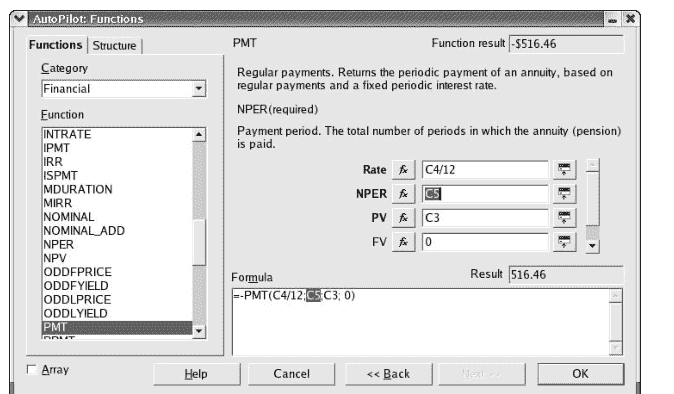 AutoPilot: Functions
Functions Structure
PMT
Function result -$516.46
Category
Financial
Function
INTRATE
IPMT
IRR
ISPMT
MDURATION
MIRR
NOMINAL
NOMINAL_ADD
NPER
NPV
ODDFPRICE
ODDFYIELD
ODDLPRICE
ODDLYIELD
PMT
Regular payments. Returns the periodic payment of an annuity, based on
regular payments and a fixed periodic interest rate.
NPER(required)
Payment period. The total number of periods in which the annuity (pension)
is paid.
Rate fx C4/12
NPER fx C5
PV fx C3
FV fx 0
Formula
Result 516.46
=-PMT(C4/12;C5;C3; 0)
Array
Help
Cancel
<< Back
Next >>
OK